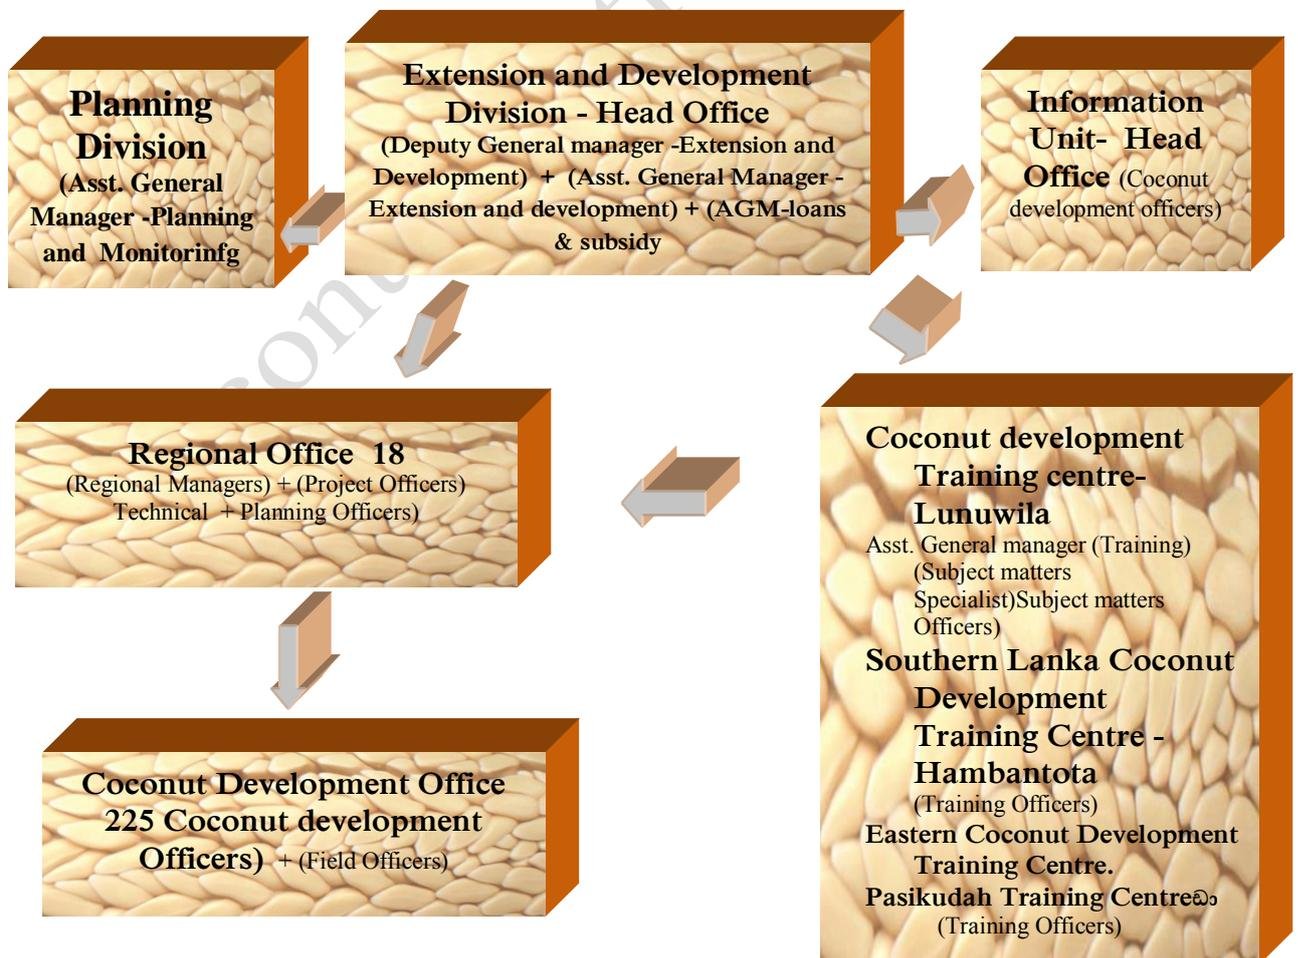 Planning
Division
(Asst. General
Manager -Planning
and Monitorinfg
Extension and Development
Division - Head Office
(Deputy General manager -Extension and
Development) + (Asst. General Manager -
Extension and development) + (AGM-loans
& subsidy
Information
Unit- Head
Office (Coconut
development officers)
Regional Office 18
(Regional Managers) + (Project Officers)
Technical + Planning Officers)
Coconut Development Office
225 Coconut development
Officers) + (Field Officers)
Coconut development
Training centre-
Lunuwila
Asst. General manager (Training)
(Subject matters
Specialist)Subject matters
Officers)
Southern Lanka Coconut
Development
Training Centre -
Hambantota
(Training Officers)
Eastern Coconut Development
Training Centre.
Pasikudah Training Centreඩා
(Training Officers)